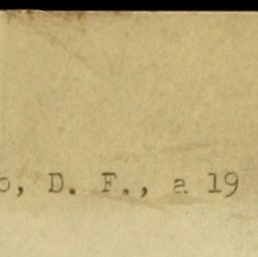 o, D. F., a 19